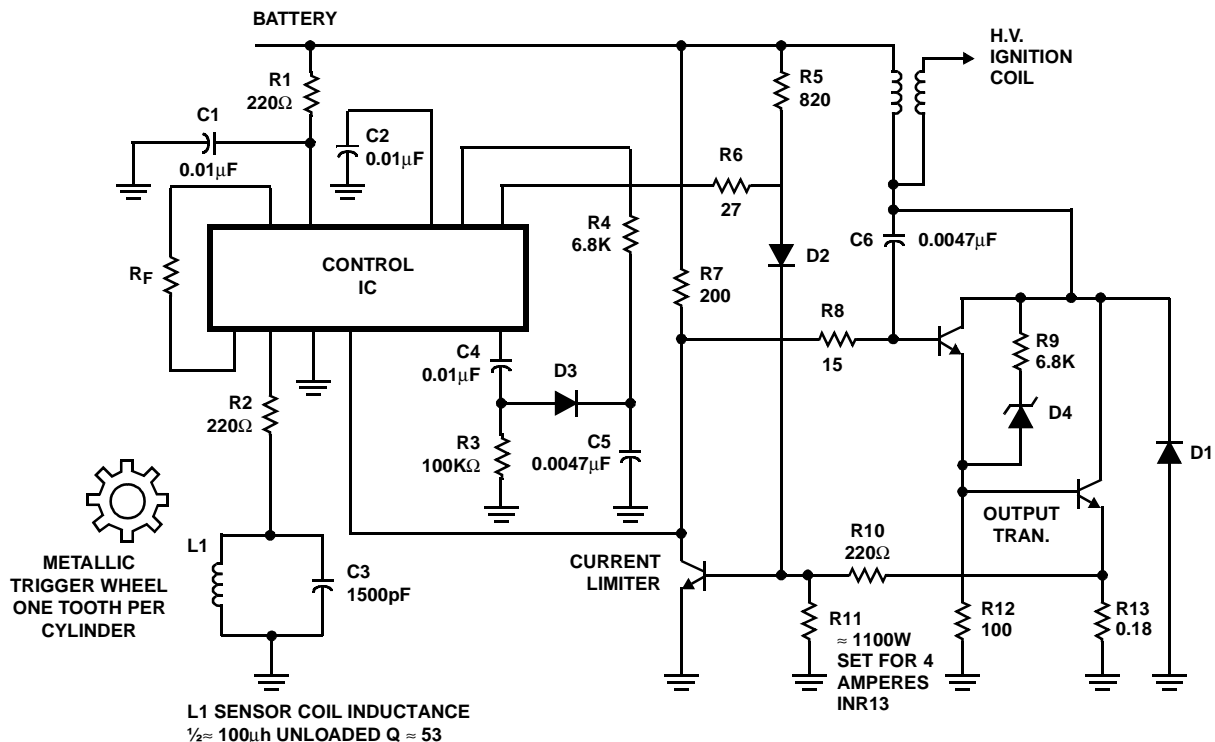 BATTERY
H.V.
IGNITION
COIL
R1
220Ω
C1
0.01μF
C2
0.01μF
R5
820
R6
27
R4
6.8K
C6
0.0047μF
CONTROL
IC
RF
D2
R7
200
R8
15
R9
6.8K
C4
0.01μF
D3
D4
R2
220Ω
R3
100KΩ
C5
0.0047μF
D1
OUTPUT
TRAN.
L1
C3
1500pF
METALLIC
TRIGGER WHEEL
ONE TOOTH PER
CYLINDER
CURRENT
LIMITER
R10
220Ω
R11
≈ 1100W
SET FOR 4
AMPERES
INR13
R12
100
R13
0.18
L1 SENSOR COIL INDUCTANCE
½≈ 100μh UNLOADED Q ≈ 53